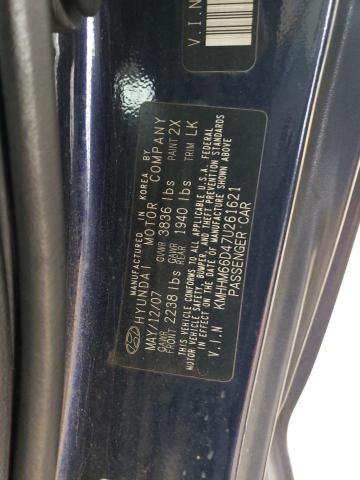 MANUFACTURED IN KOREA BY
HYUNDAI MOTOR COMPANY
MAY/12/07 GVWR 3836 lbs PAINT 2X
GAWR FRONT 2238 lbs GAWR REAR 1940 lbs TRIM LK
THIS VEHICLE CONFORMS TO ALL APPLICABLE U.S.A. FEDERAL
MOTOR VEHICLE SAFETY, BUMPER, AND THEFT PREVENTION
STANDARDS IN EFFECT ON THE DATE OF MANUFACTURE SHOWN ABOVE
V.I.N KMHHN66D47U261621
PASSENGER CAR
V.I.N